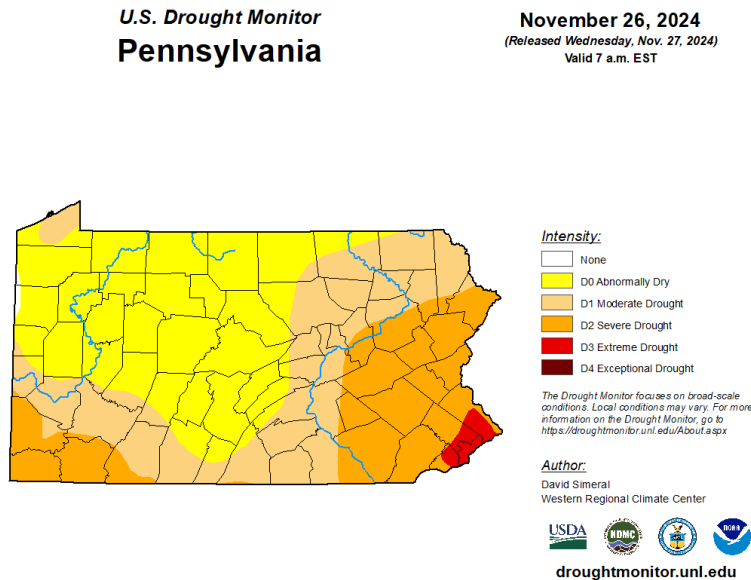 U.S. Drought Monitor
Pennsylvania
November 26, 2024
(Released Wednesday, Nov. 27, 2024)
Valid 7 a.m. EST
Intensity:
None
D0 Abnormally Dry
D1 Moderate Drought
D2 Severe Drought
D3 Extreme Drought
D4 Exceptional Drought
The Drought Monitor focuses on broad-scale
conditions. Local conditions may vary. For more
information on the Drought Monitor, go to
https://droughtmonitor.unl.edu/About.aspx
Author:
David Simeral
Western Regional Climate Center
USDA
NDMC
NOAA
droughtmonitor.unl.edu